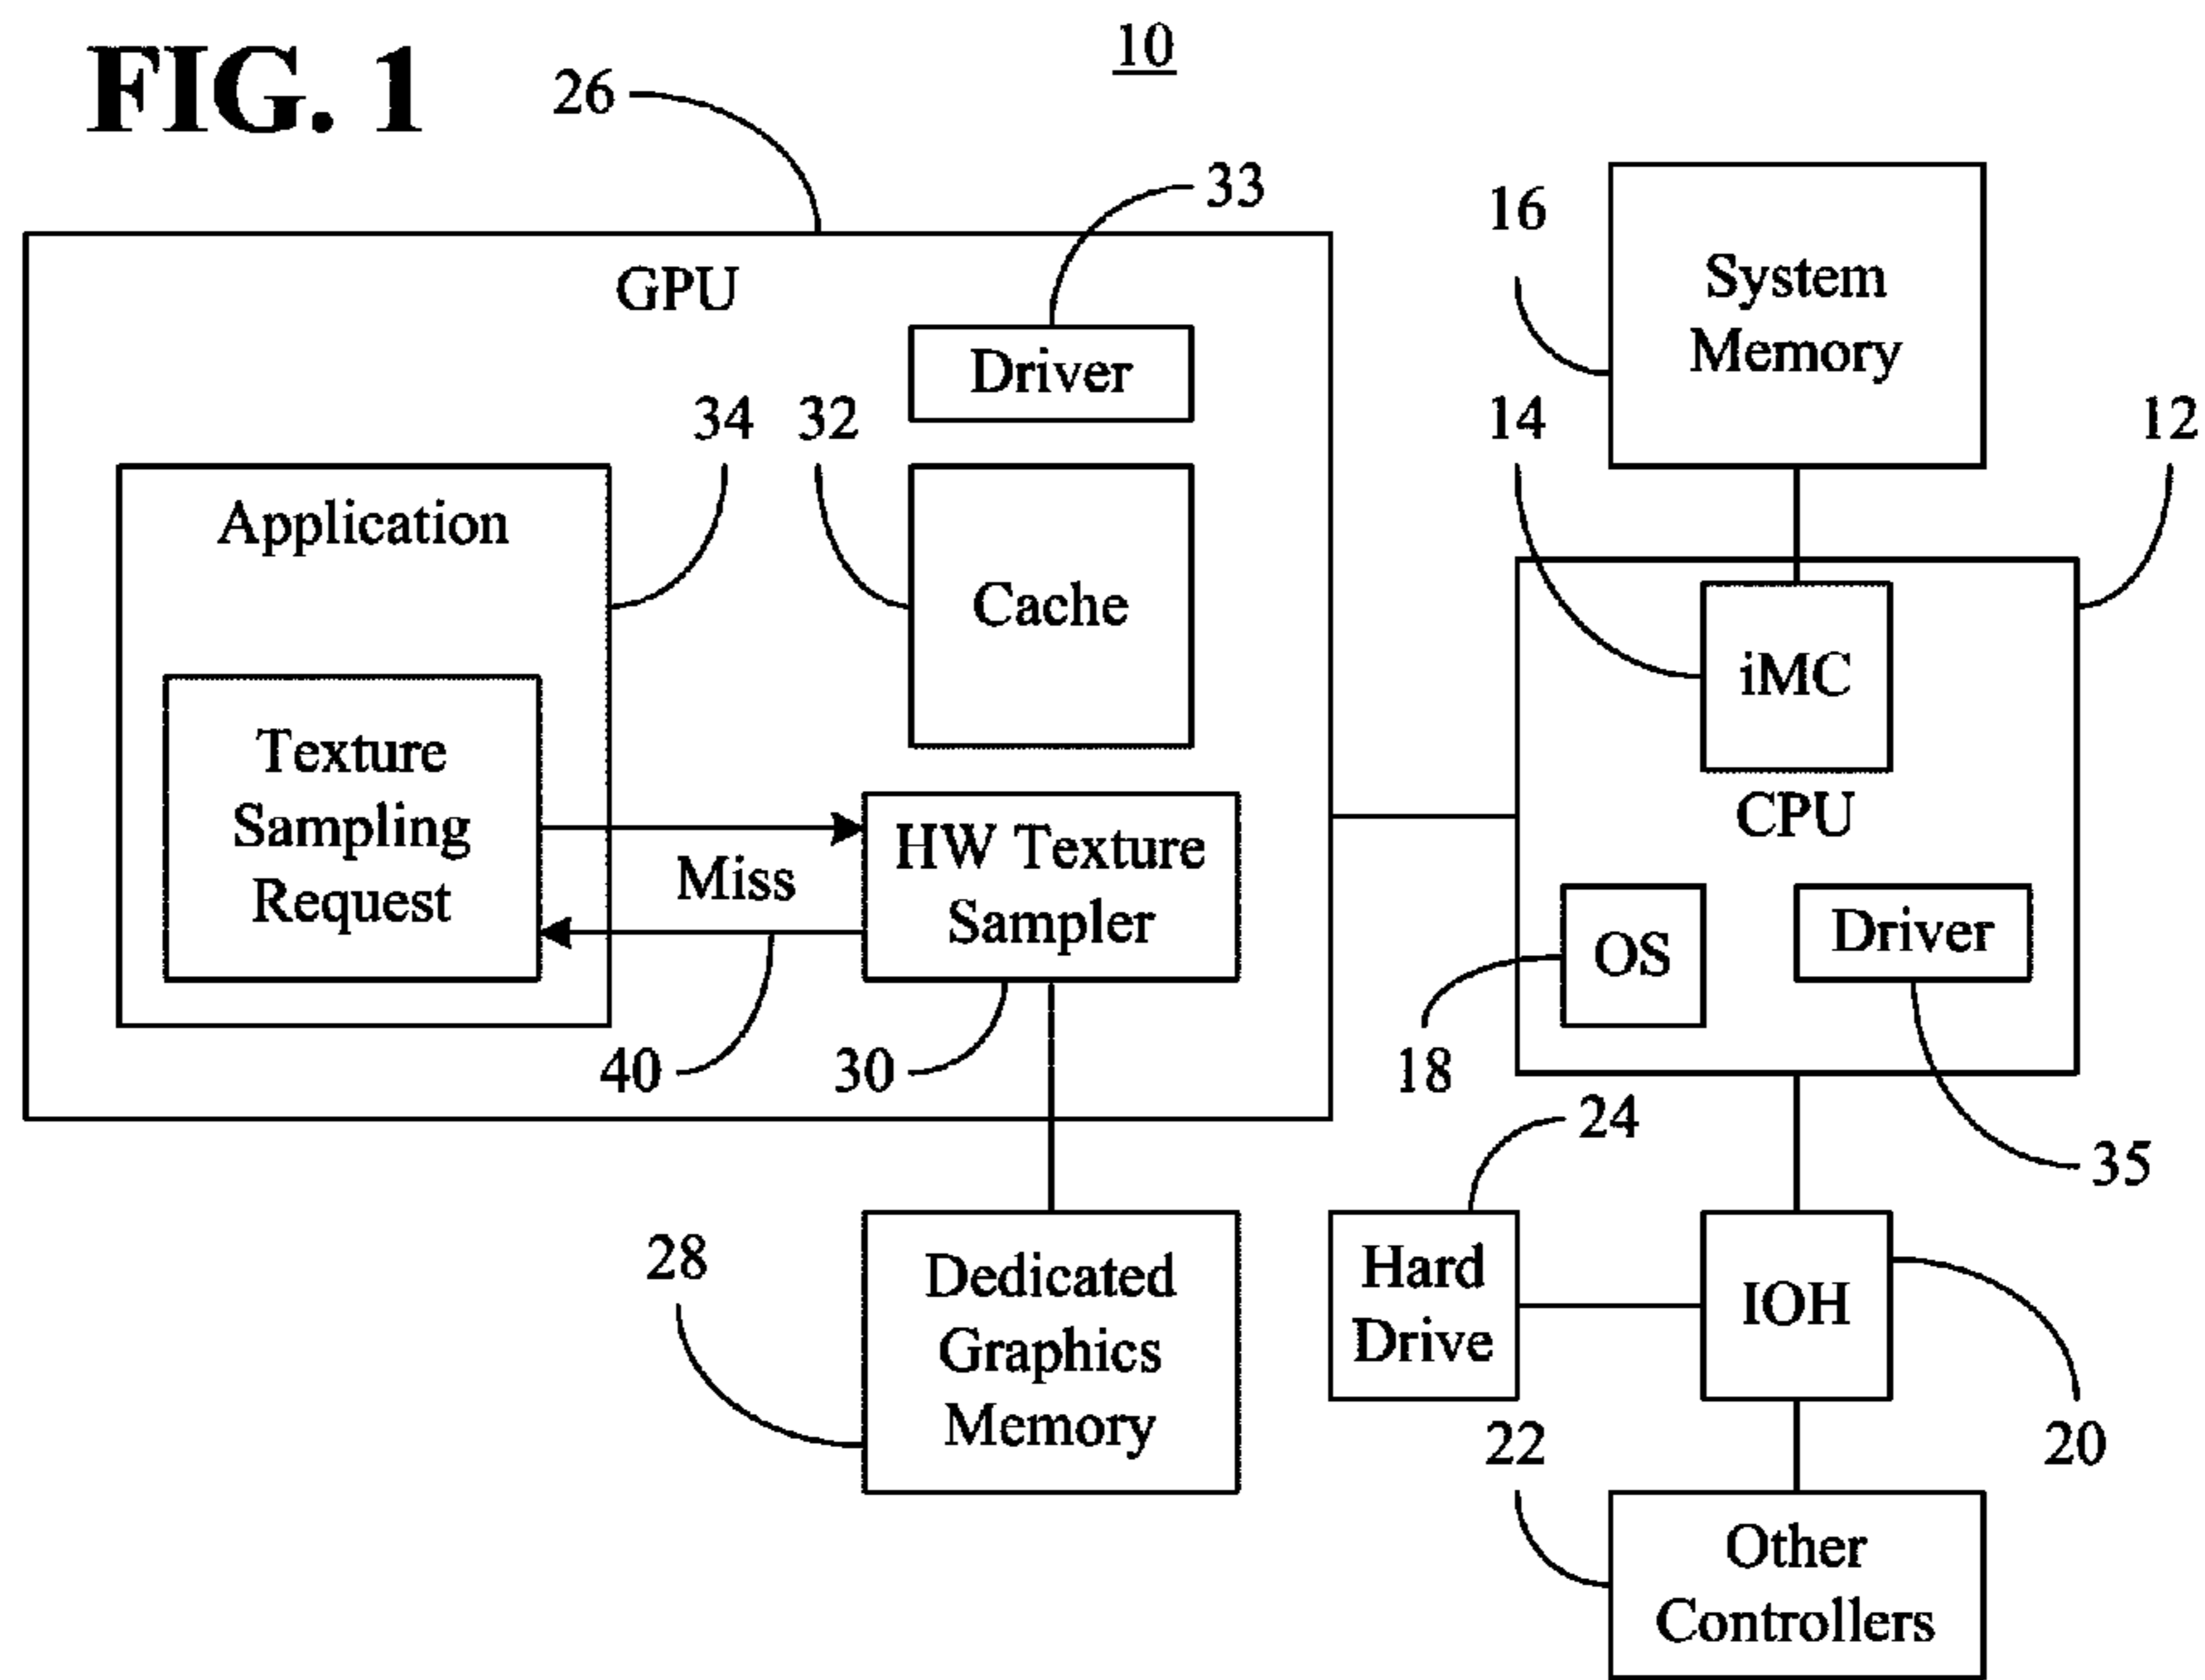 FIG. 1
10
26
33
GPU
Driver
34
32
Application
Cache
Texture
Sampling
Request
Miss
HW Texture
Sampler
40
30
28
Dedicated
Graphics
Memory
16
System
Memory
14
12
iMC
CPU
OS
Driver
18
24
35
Hard
Drive
IOH
22
20
Other
Controllers